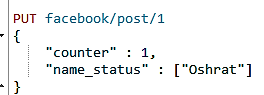 PUT facebook/post/1
{
    "counter" : 1,
    "name_status" : ["Oshrat"]
}